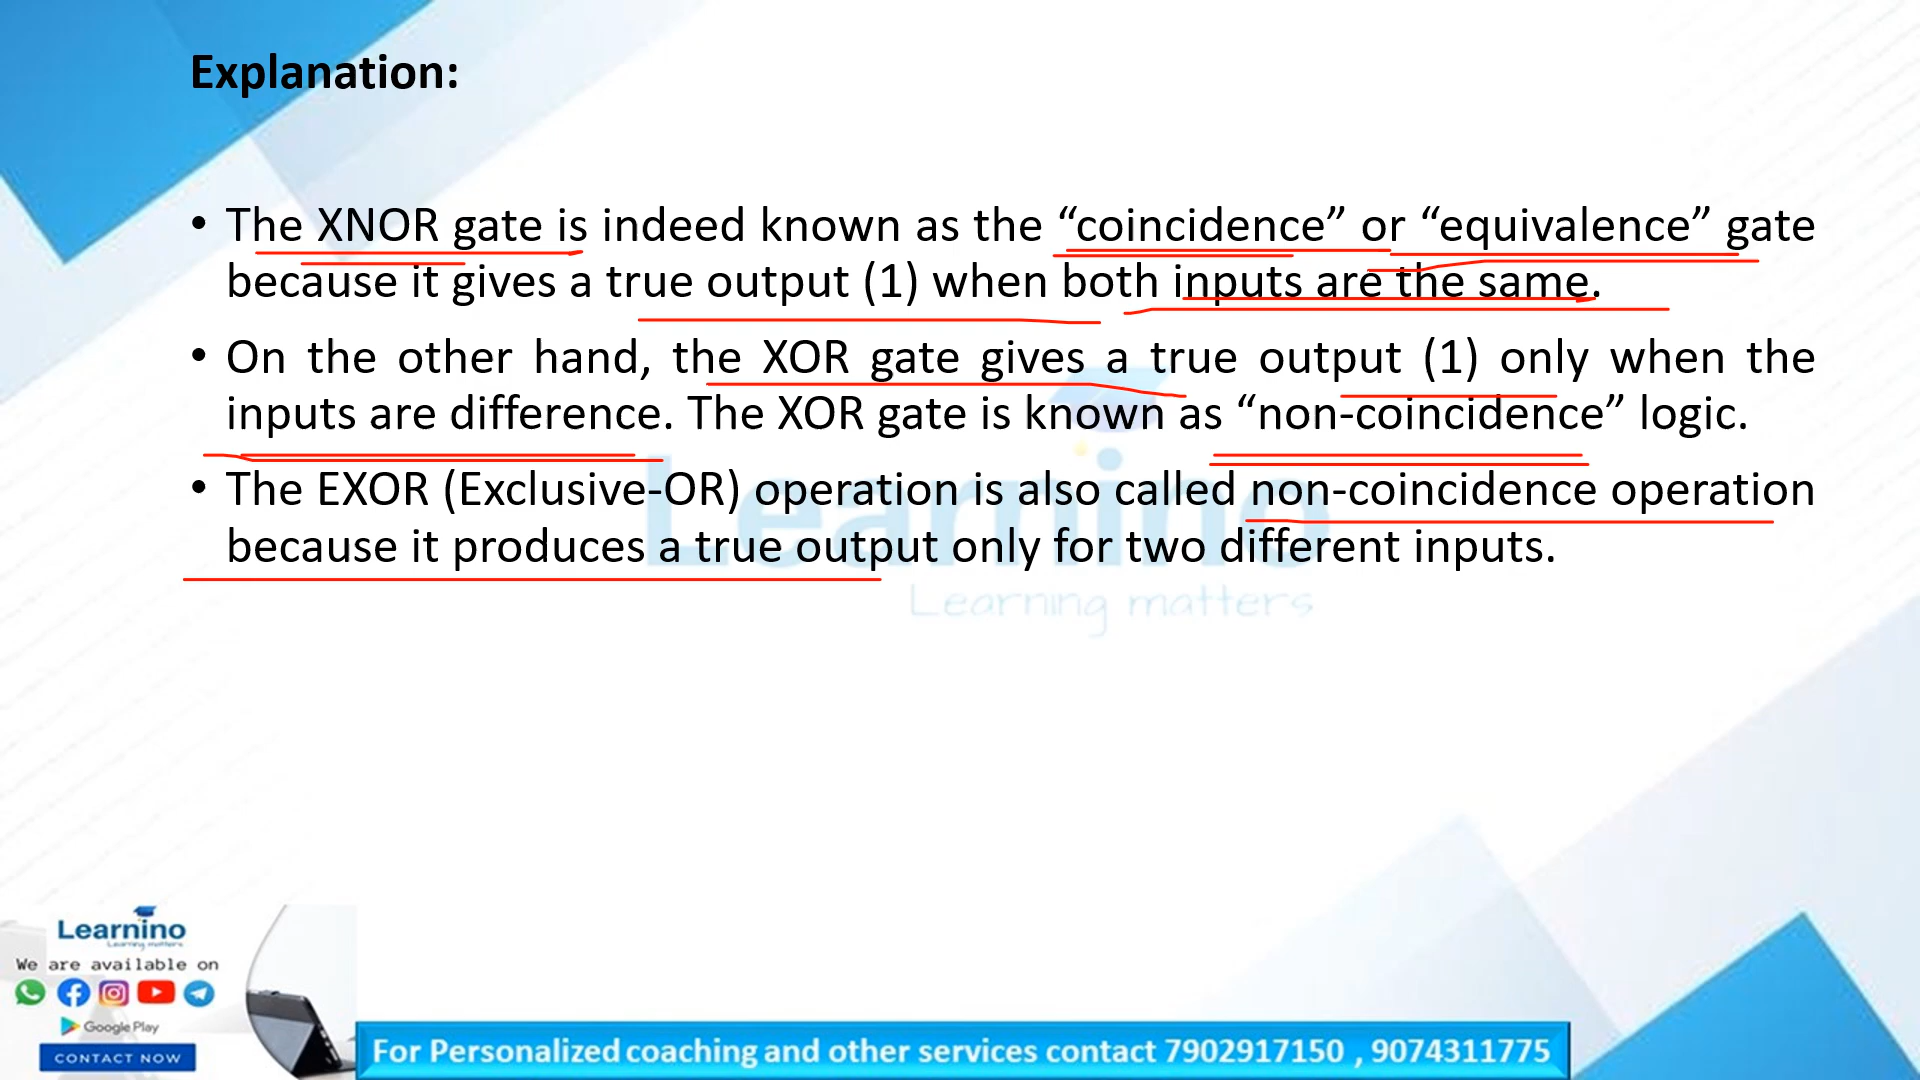 Explanation:
• The XNOR gate is indeed known as the “coincidence” or “equivalence” gate
because it gives a true output (1) when both inputs are the same.
• On the other hand, the XOR gate gives a true output (1) only when the
inputs are difference. The XOR gate is known as “non-coincidence” logic.
• The EXOR (Exclusive-OR) operation is also called non-coincidence operation
because it produces a true output only for two different inputs.
Learnino
Learning matters
Learnino
Learning matters
We are available on
Google Play
CONTACT NOW
For Personalized coaching and other services contact 7902917150 , 9074311775